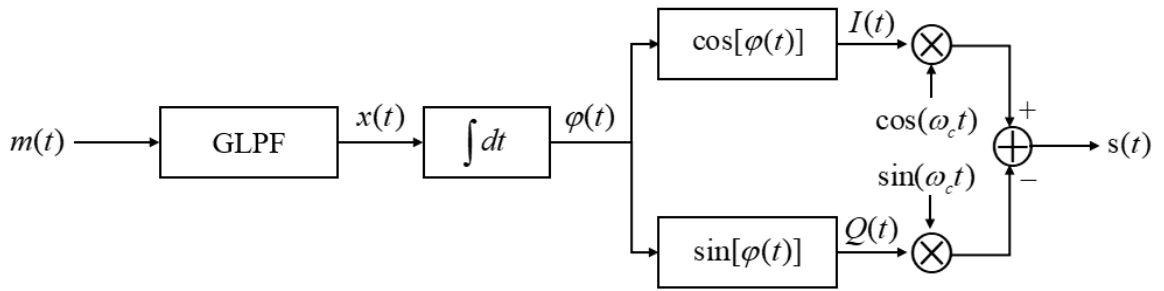 m(t)
GLPF
x(t)
∫dt
φ(t)
cos[φ(t)]
I(t)
cos(ω_c t)
+
s(t)
sin(ω_c t)
−
sin[φ(t)]
Q(t)